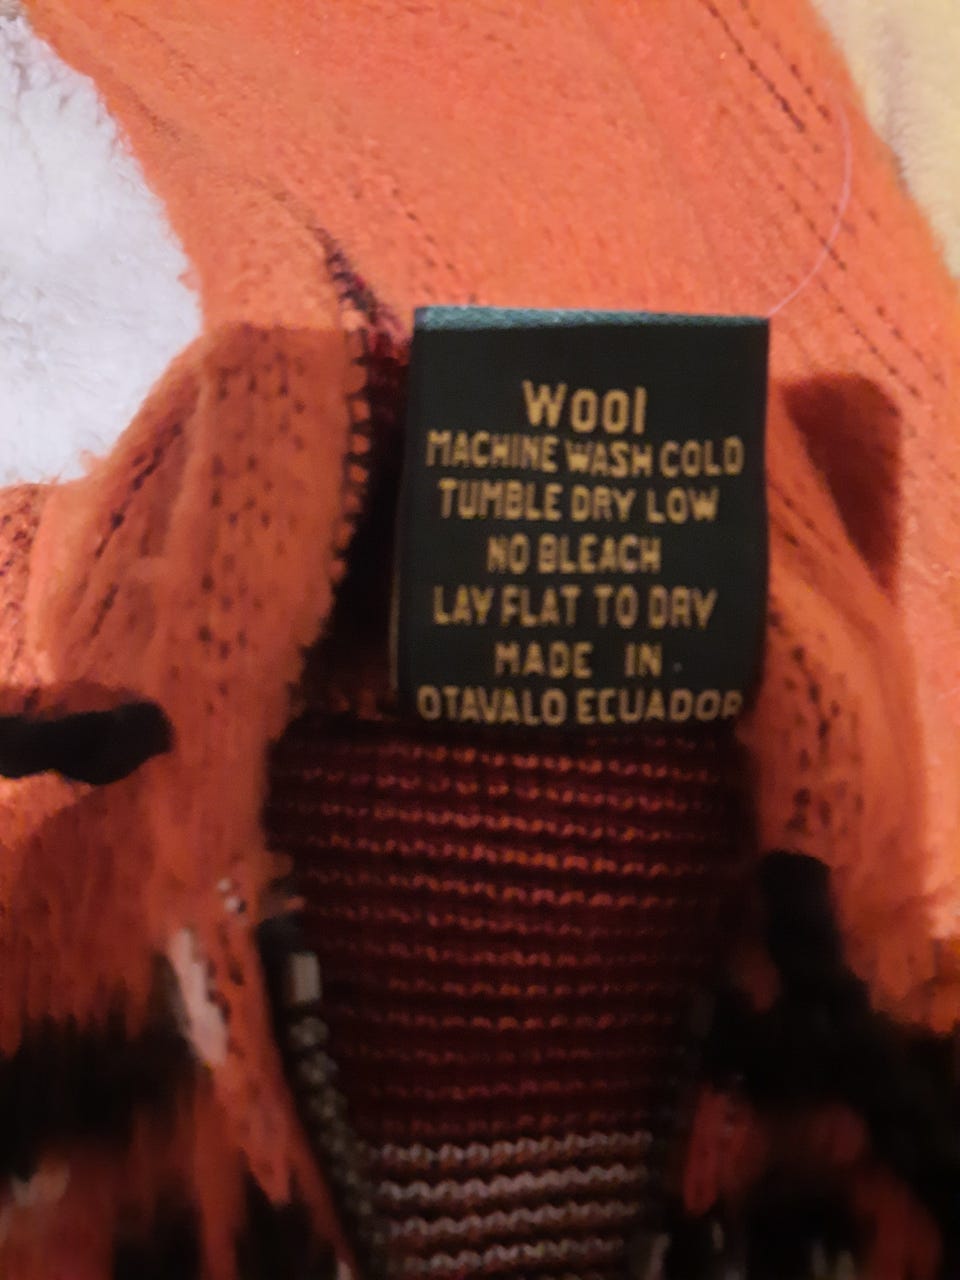 Wool
MACHINE WASH COLD
TUMBLE DRY LOW
NO BLEACH
LAY FLAT TO DRY
MADE IN
OTAVALO ECUADOR